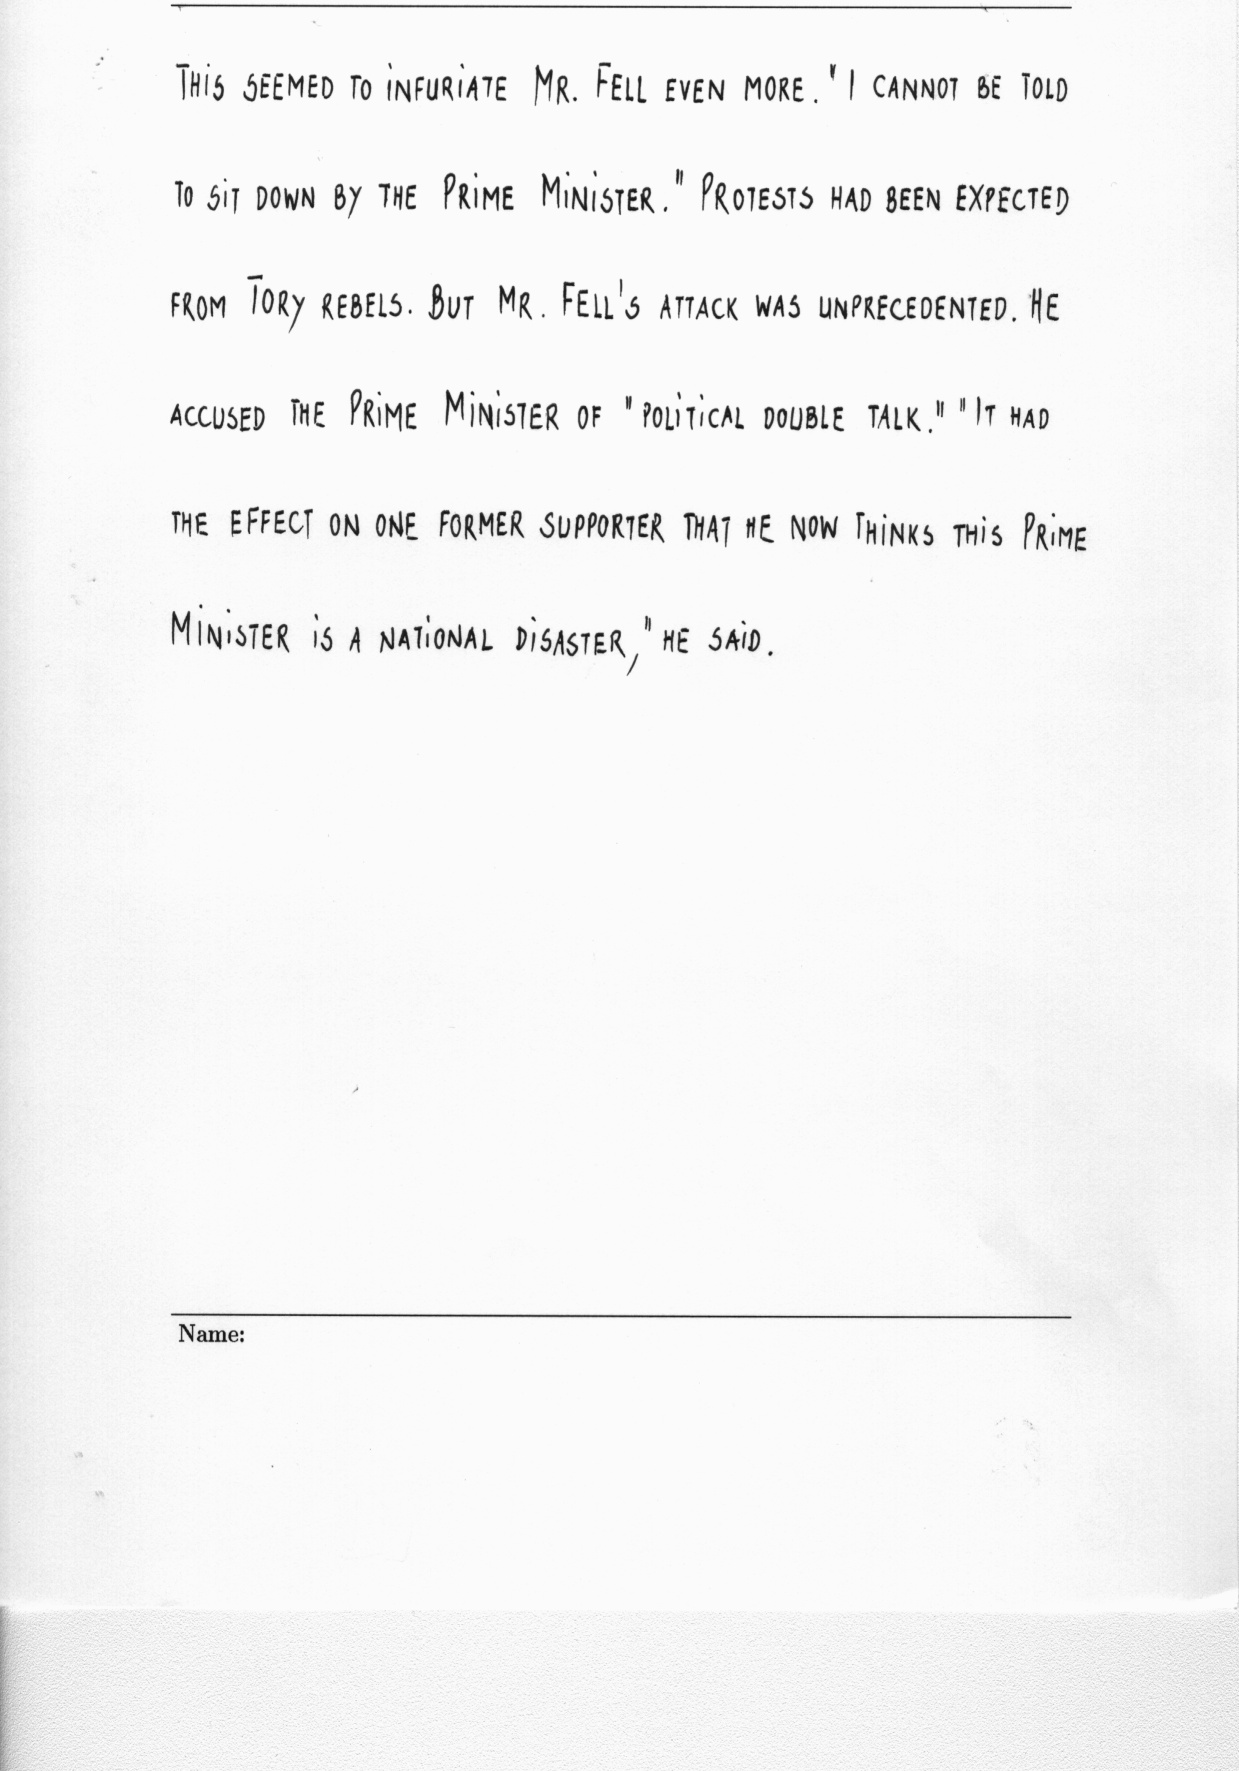 This seemed to infuriate Mr. Fell even more. "I cannot be told
to sit down by the Prime Minister." Protests had been expected
from Tory rebels. But Mr. Fell's attack was unprecedented. He
accused the Prime Minister of "political double talk." "It had
the effect on one former supporter that he now thinks this Prime
Minister is a national disaster," he said.
Name: